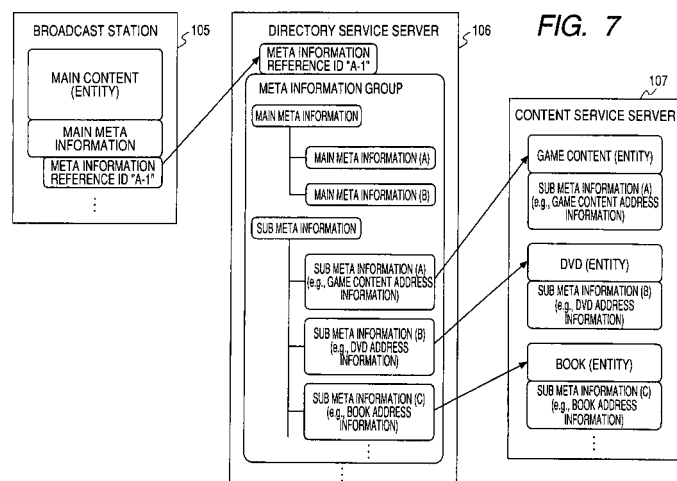 FIG. 7
BROADCAST STATION
105
MAIN CONTENT
(ENTITY)
MAIN META
INFORMATION
META INFORMATION
REFERENCE ID "A-1"
DIRECTORY SERVICE SERVER
106
META INFORMATION
REFERENCE ID "A-1"
META INFORMATION GROUP
MAIN META INFORMATION
MAIN META INFORMATION (A)
MAIN META INFORMATION (B)
SUB META INFORMATION
SUB META INFORMATION (A)
(e.g., GAME CONTENT ADDRESS
INFORMATION)
SUB META INFORMATION (B)
(e.g., DVD ADDRESS
INFORMATION)
SUB META INFORMATION (C)
(e.g., BOOK ADDRESS
INFORMATION)
107
CONTENT SERVICE SERVER
GAME CONTENT (ENTITY)
SUB META INFORMATION (A)
(e.g., GAME CONTENT ADDRESS
INFORMATION)
DVD (ENTITY)
SUB META INFORMATION (B)
(e.g., DVD ADDRESS
INFORMATION)
BOOK (ENTITY)
SUB META INFORMATION (C)
(e.g., BOOK ADDRESS
INFORMATION)